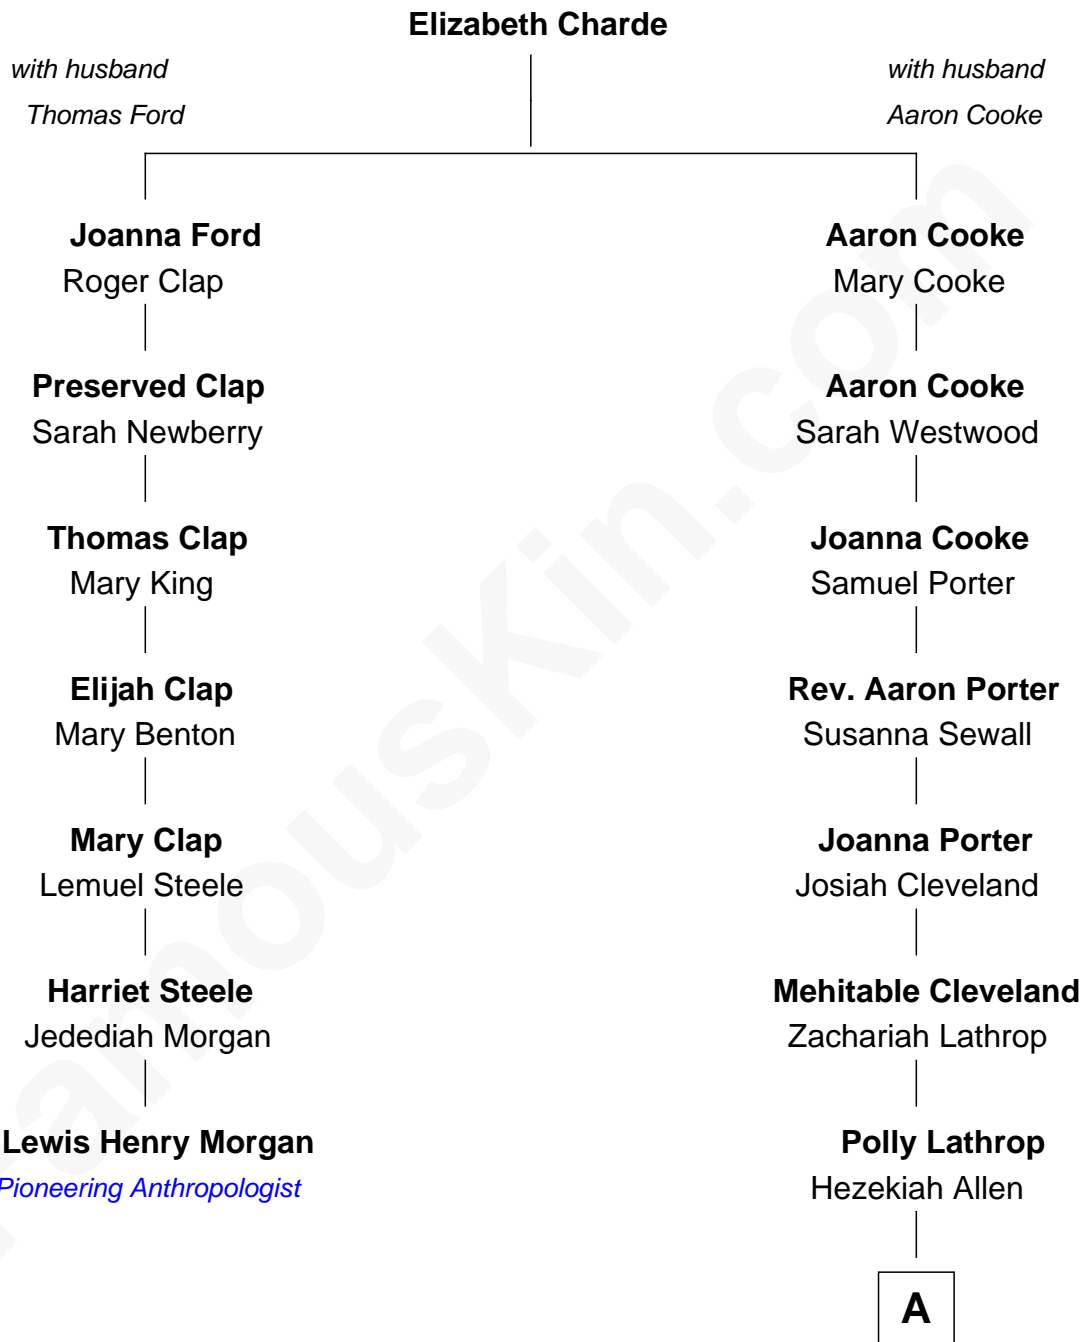 Elizabeth Charde
with husband
Thomas Ford
with husband
Aaron Cooke
Joanna Ford
Roger Clap
Aaron Cooke
Mary Cooke
Preserved Clap
Sarah Newberry
Aaron Cooke
Sarah Westwood
Thomas Clap
Mary King
Joanna Cooke
Samuel Porter
Elijah Clap
Mary Benton
Rev. Aaron Porter
Susanna Sewall
Mary Clap
Lemuel Steele
Joanna Porter
Josiah Cleveland
Harriet Steele
Jedediah Morgan
Mehitable Cleveland
Zachariah Lathrop
Lewis Henry Morgan
Pioneering Anthropologist
Polly Lathrop
Hezekiah Allen
A
FamousKin.com